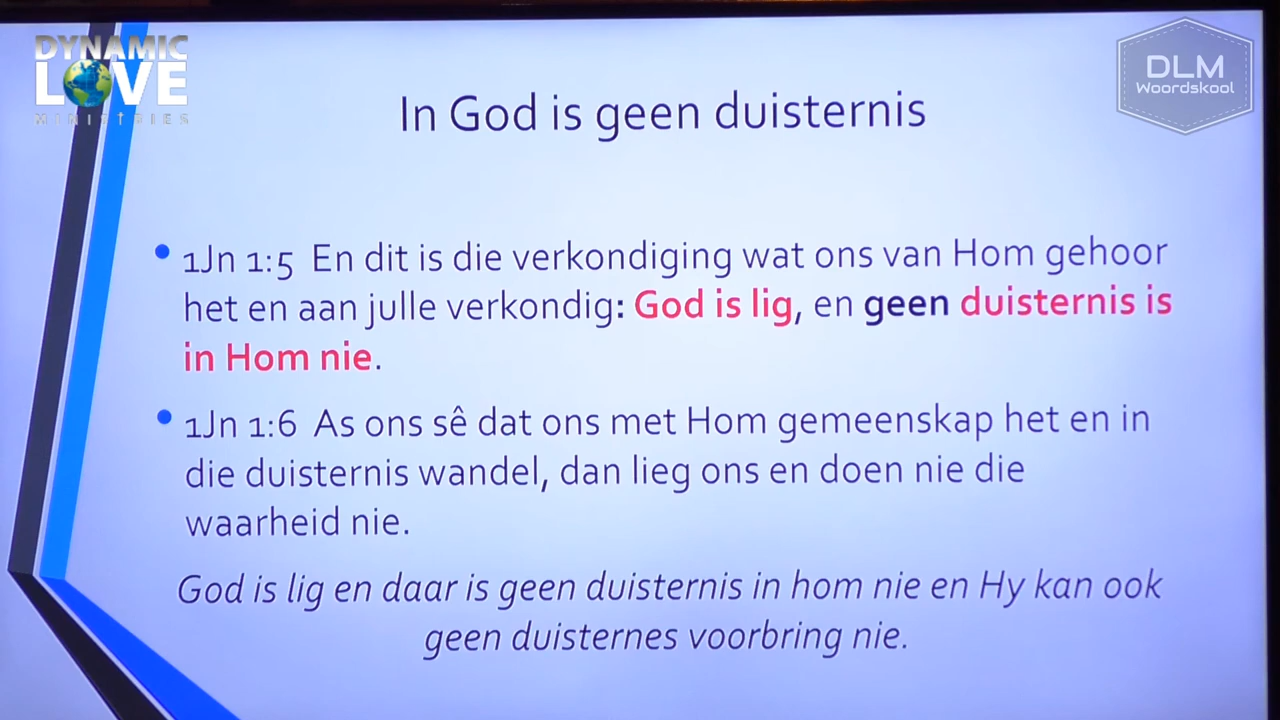 DYNAMIC
LOVE
MINISTRIES
DLM
Woordskool
In God is geen duisternis
1Jn 1:5 En dit is die verkondiging wat ons van Hom gehoor
het en aan julle verkondig: God is lig, en geen duisternis is
in Hom nie.
1Jn 1:6 As ons sê dat ons met Hom gemeenskap het en in
die duisternis wandel, dan lieg ons en doen nie die
waarheid nie.
God is lig en daar is geen duisternis in hom nie en Hy kan ook
geen duisternes voorbring nie.